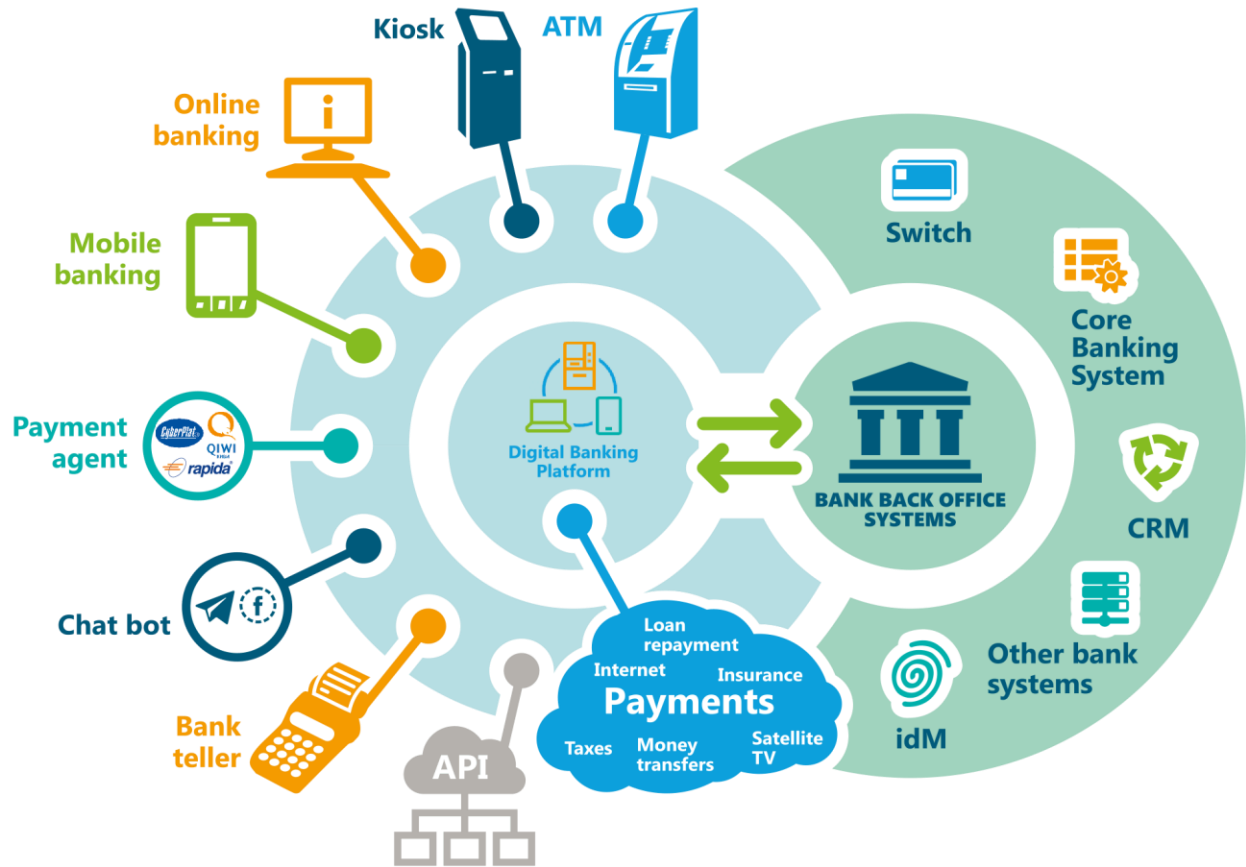 Kiosk
ATM
Online
banking
i
Mobile
banking
Payment
agent
CyberPlat
QIWI
rapida
Chat bot
f
Bank
teller
API
Digital Banking
Platform
Loan
repayment
Internet
Insurance
Payments
Taxes
Money
transfers
Satellite
TV
BANK BACK OFFICE
SYSTEMS
Switch
Core
Banking
System
CRM
Other bank
systems
idM